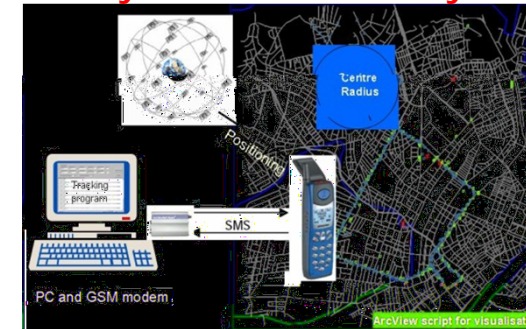 Centre
Radius
Positioning
Tracking
program
SMS
PC and GSM modem
ArcView script for visualisat